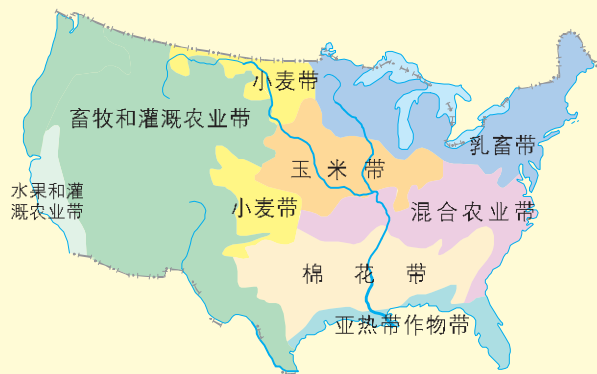 小麦带
畜牧和灌溉农业带
乳畜带
玉米带
水果和灌
溉农业带
小麦带
混合农业带
棉花带
亚热带作物带